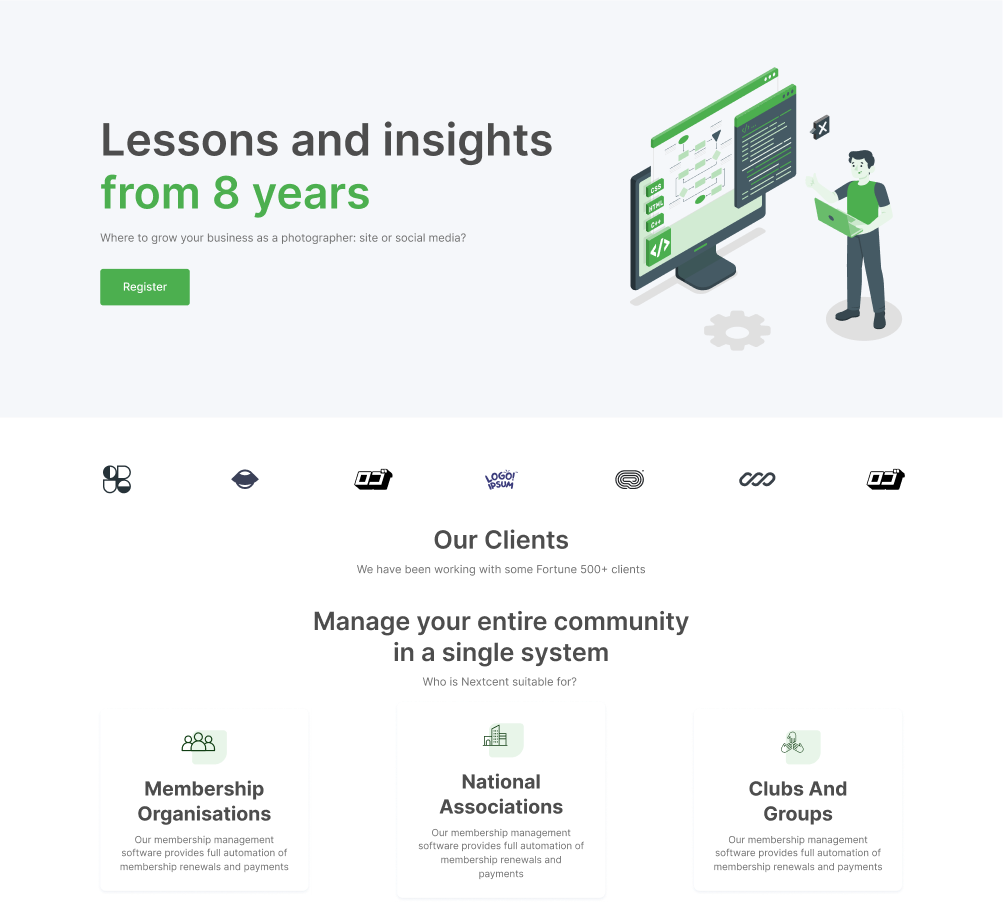 Lessons and insights
from 8 years
Where to grow your business as a photographer: site or social media?
Register
CSS
HTML
C++
</>
LOGO!
IPSUM
Our Clients
We have been working with some Fortune 500+ clients
Manage your entire community
in a single system
Who is Nextcent suitable for?
Membership
Organisations
Our membership management
software provides full automation of
membership renewals and payments
National
Associations
Our membership management
software provides full automation of
membership renewals and
payments
Clubs And
Groups
Our membership management
software provides full automation of
membership renewals and payments